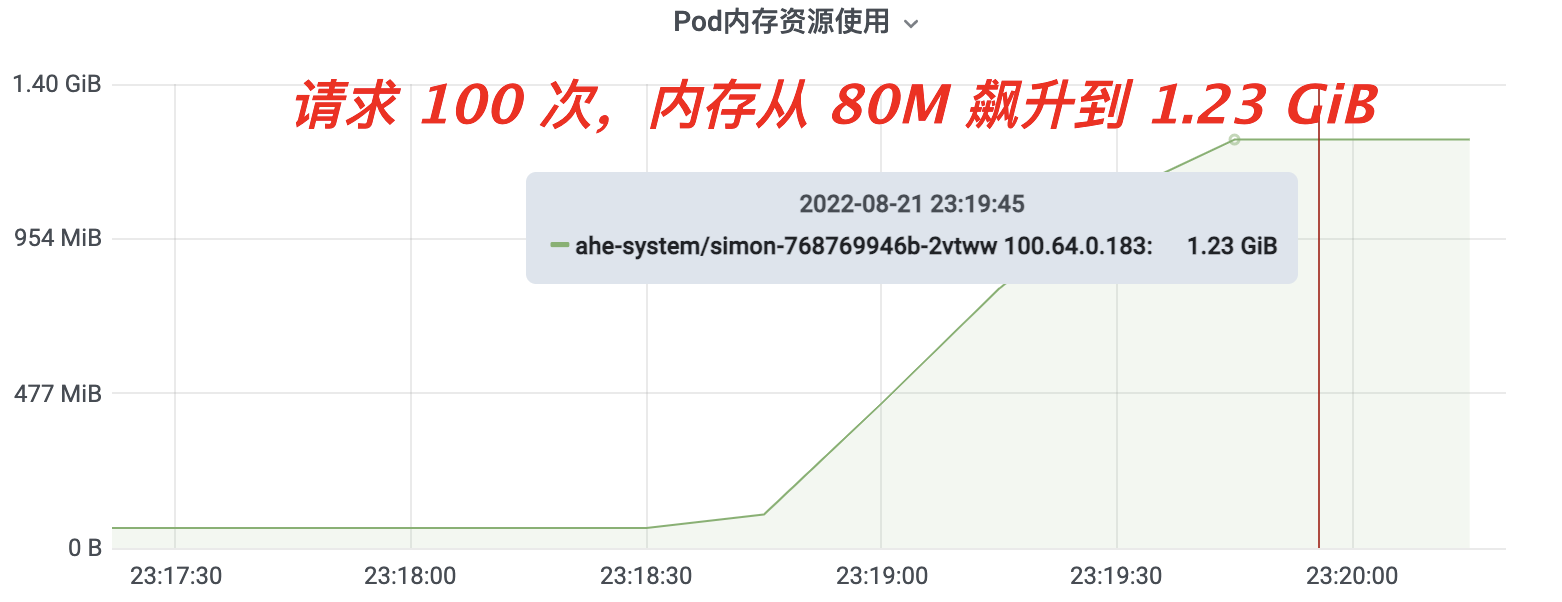 Pod内存资源使用
1.40 GiB
请求 100 次，内存从 80M 飙升到 1.23 GiB
2022-08-21 23:19:45
ahe-system/simon-768769946b-2vtww 100.64.0.183: 1.23 GiB
954 MiB
477 MiB
0 B
23:17:30 23:18:00 23:18:30 23:19:00 23:19:30 23:20:00